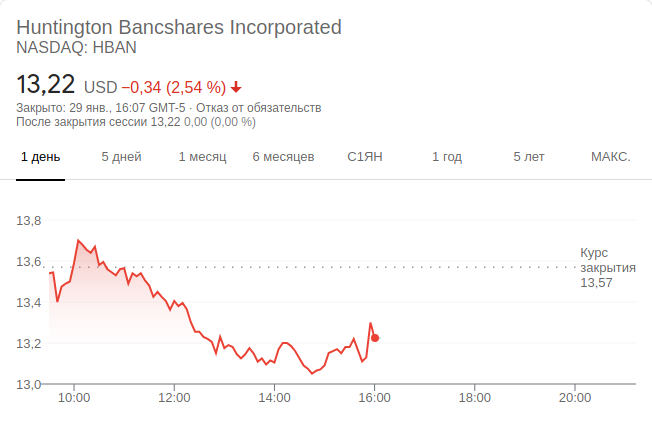 Huntington Bancshares Incorporated
NASDAQ: HBAN
13,22 USD −0,34 (2,54 %)
Закрыто: 29 янв., 16:07 GMT-5 · Отказ от обязательств
После закрытия сессии 13,22 0,00 (0,00 %)
1 день 5 дней 1 месяц 6 месяцев С1ЯН 1 год 5 лет МАКС.
13,8
13,6
13,4
13,2
13,0
Курс
закрытия
13,57
10:00 12:00 14:00 16:00 18:00 20:00